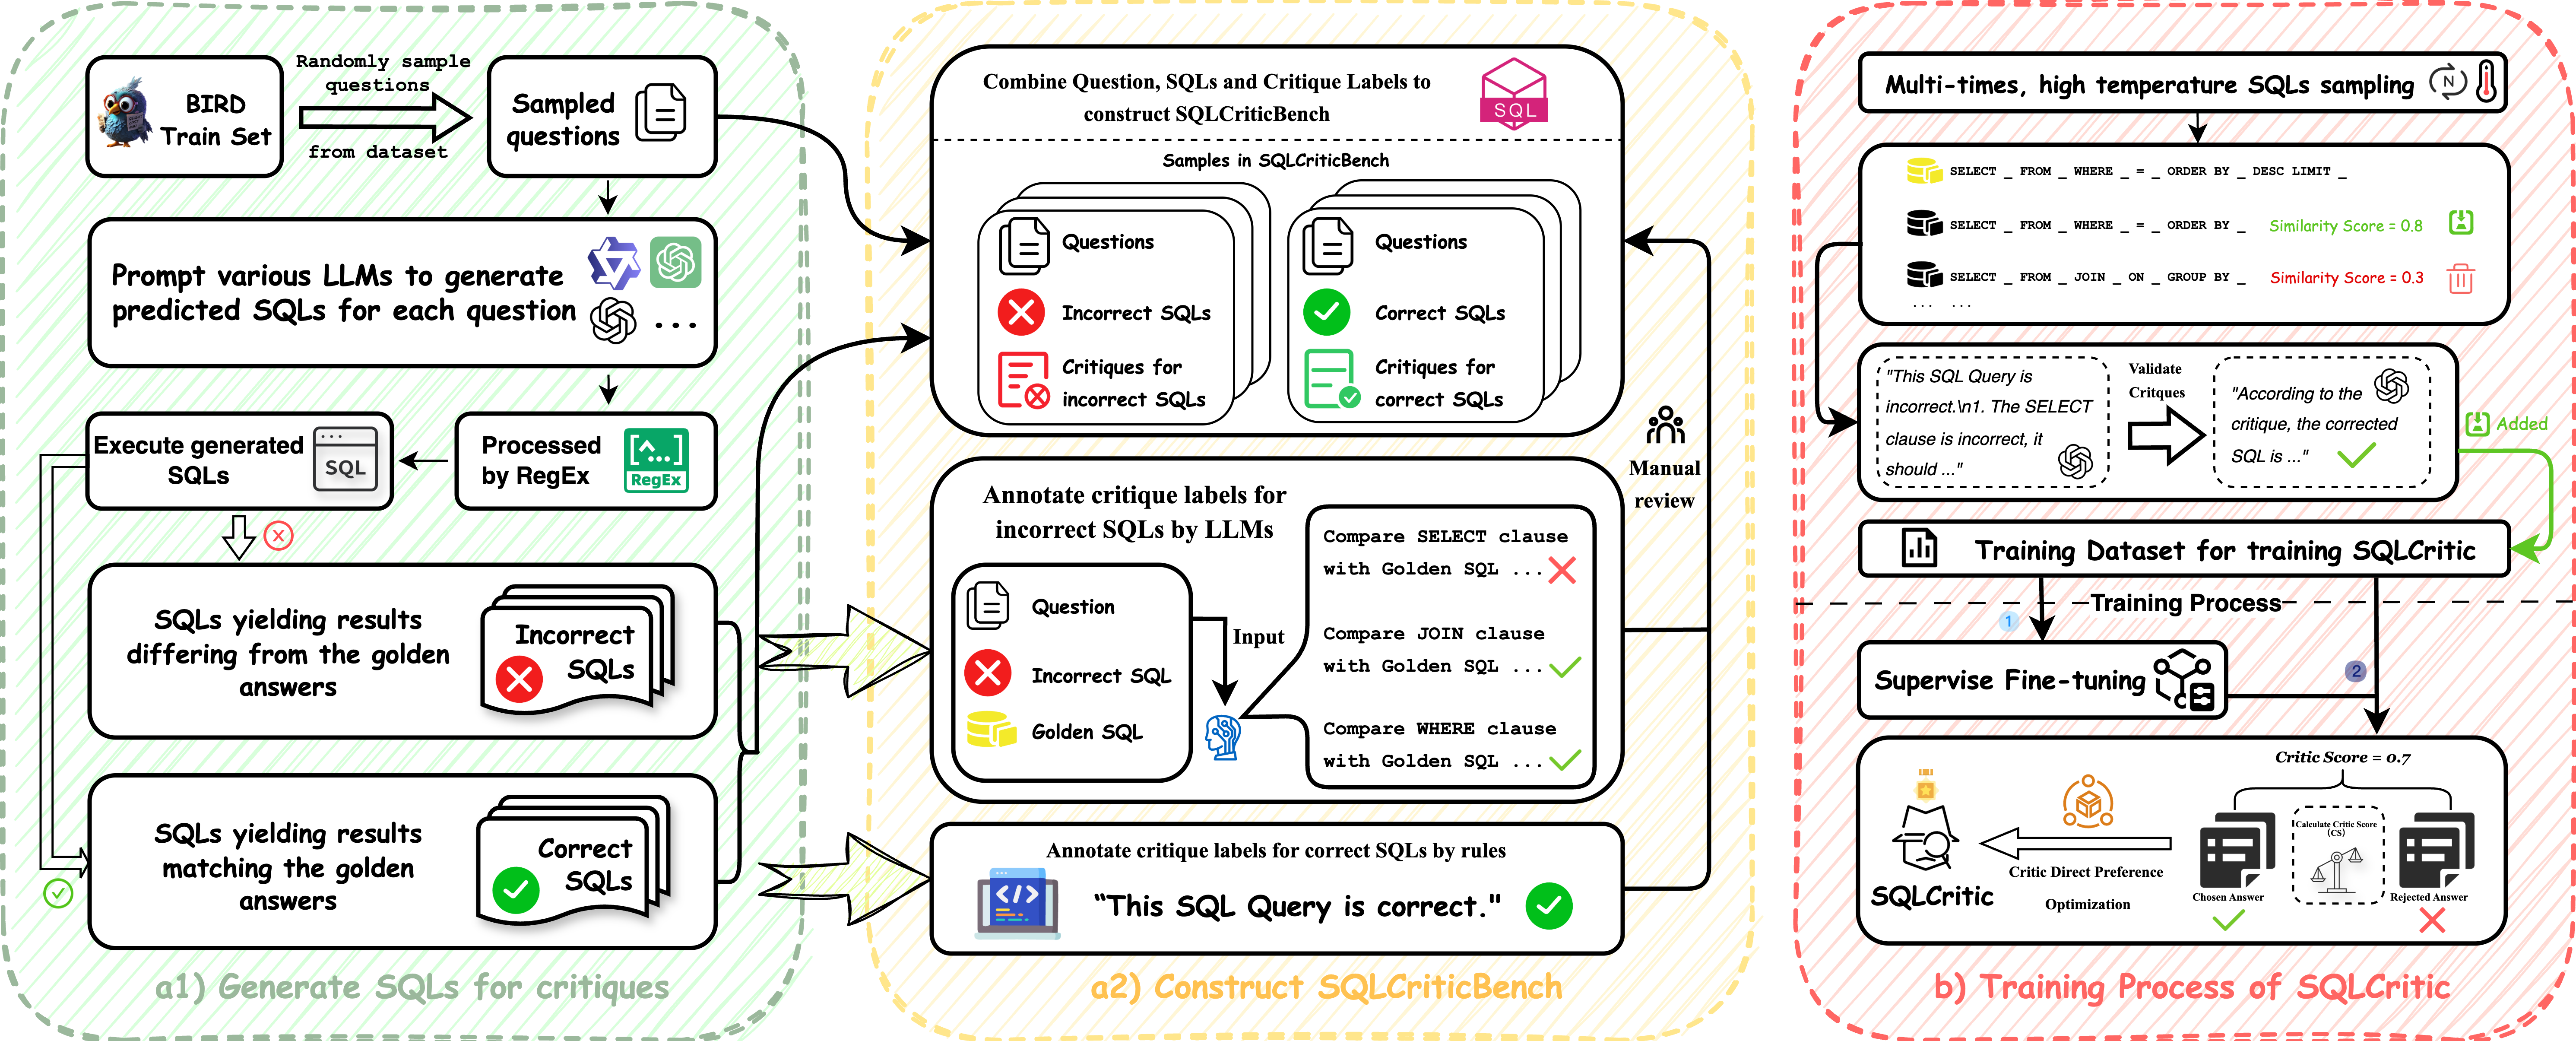 BIRD
Train Set
Randomly sample
questions
from dataset
Sampled
questions
Prompt various LLMs to generate
predicted SQLs for each question
...
Execute generated
SQLs
SQL
Processed
by RegEx
[^...]
RegEx
SQLs yielding results
differing from the golden
answers
Incorrect
SQLs
SQLs yielding results
matching the golden
answers
Correct
SQLs
a1) Generate SQLs for critiques
Combine Question, SQLs and Critique Labels to
construct SQLCriticBench
SQL
Samples in SQLCriticBench
Questions
Incorrect SQLs
Critiques for
incorrect SQLs
Questions
Correct SQLs
Critiques for
correct SQLs
Manual
review
Annotate critique labels for
incorrect SQLs by LLMs
Question
Incorrect SQL
Golden SQL
Input
Compare SELECT clause
with Golden SQL ...
Compare JOIN clause
with Golden SQL ...
Compare WHERE clause
with Golden SQL ...
Annotate critique labels for correct SQLs by rules
</>
“This SQL Query is correct."
a2) Construct SQLCriticBench
Multi-times, high temperature SQLs sampling
N
SELECT _ FROM _ WHERE _ = _ ORDER BY _ DESC LIMIT _
SELECT _ FROM _ WHERE _ = _ ORDER BY _ Similarity Score = 0.8
SELECT _ FROM _ JOIN _ ON _ GROUP BY _ Similarity Score = 0.3
... ...
"This SQL Query is
incorrect.\n1. The SELECT
clause is incorrect, it
should ..."
Validate
Critques
"According to the
critique, the corrected
SQL is ..."
Added
Training Dataset for training SQLCritic
Training Process
1
2
Supervise Fine-tuning
Critic Score = 0.7
SQLCritic
Critic Direct Preference
Optimization
Chosen Answer
Calculate Critic Score
(CS)
Rejected Answer
b) Training Process of SQLCritic